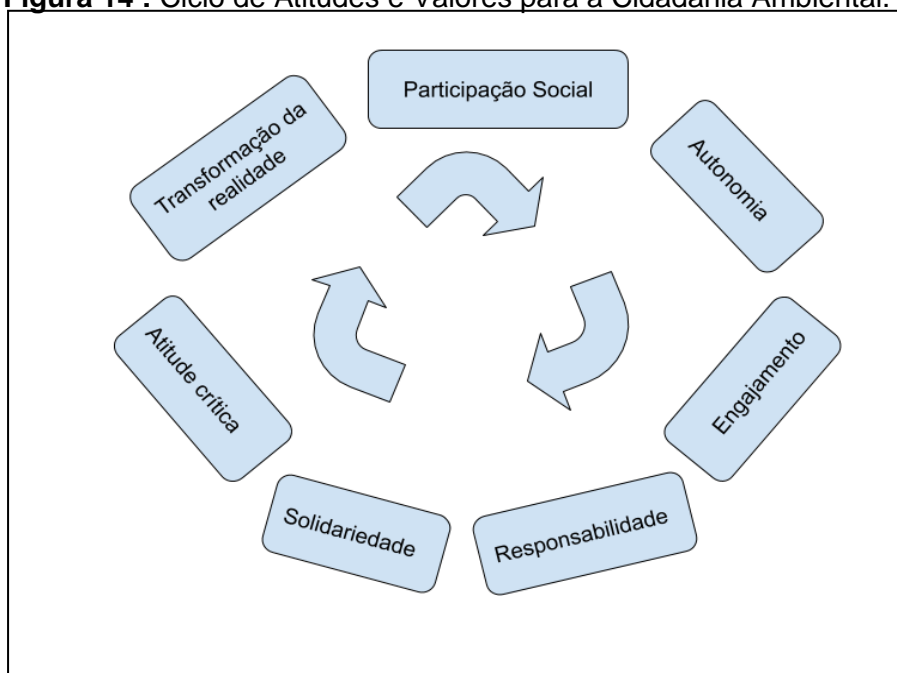 Figura 14 : Ciclo de Atitudes e Valores para a Cidadania Ambiental.
Participação Social
Autonomia
Engajamento
Responsabilidade
Solidariedade
Atitude crítica
Transformação da
realidade